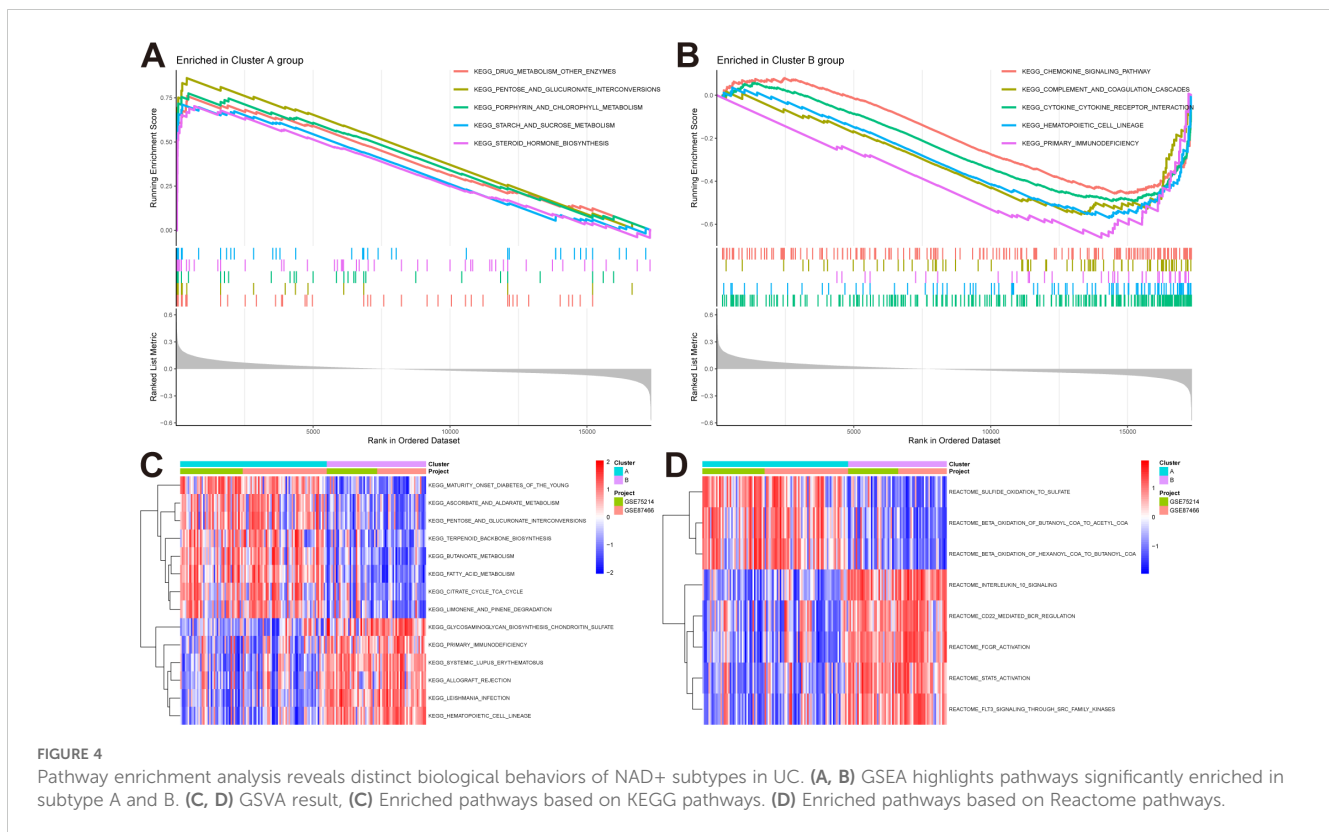 A
Enriched in Cluster A group
KEGG_DRUG_METABOLISM_OTHER_ENZYMES
KEGG_PENTOSE_AND_GLUCURONATE_INTERCONVERSIONS
KEGG_PORPHYRIN_AND_CHLOROPHYLL_METABOLISM
KEGG_STARCH_AND_SUCROSE_METABOLISM
KEGG_STEROID_HORMONE_BIOSYNTHESIS
Running Enrichment Score
0.75
0.50
0.25
0.00
Ranked List Metric
0.6
0.3
0.0
−0.3
−0.6
5000
10000
15000
Rank in Ordered Dataset
B
Enriched in Cluster B group
KEGG_CHEMOKINE_SIGNALING_PATHWAY
KEGG_COMPLEMENT_AND_COAGULATION_CASCADES
KEGG_CYTOKINE_CYTOKINE_RECEPTOR_INTERACTION
KEGG_HEMATOPOIETIC_CELL_LINEAGE
KEGG_PRIMARY_IMMUNODEFICIENCY
Running Enrichment Score
0.0
−0.2
−0.4
−0.6
Ranked List Metric
0.6
0.3
0.0
−0.3
−0.6
5000
10000
15000
Rank in Ordered Dataset
C
Cluster
Project
KEGG_MATURITY_ONSET_DIABETES_OF_THE_YOUNG
KEGG_ASCORBATE_AND_ALDARATE_METABOLISM
KEGG_PENTOSE_AND_GLUCURONATE_INTERCONVERSIONS
KEGG_TERPENOID_BACKBONE_BIOSYNTHESIS
KEGG_BUTANOATE_METABOLISM
KEGG_FATTY_ACID_METABOLISM
KEGG_CITRATE_CYCLE_TCA_CYCLE
KEGG_LIMONENE_AND_PINENE_DEGRADATION
KEGG_GLYCOSAMINOGLYCAN_BIOSYNTHESIS_CHONDROITIN_SULFATE
KEGG_PRIMARY_IMMUNODEFICIENCY
KEGG_SYSTEMIC_LUPUS_ERYTHEMATOSUS
KEGG_ALLOGRAFT_REJECTION
KEGG_LEISHMANIA_INFECTION
KEGG_HEMATOPOIETIC_CELL_LINEAGE
2
1
0
−1
−2
Cluster
A
B
Project
GSE75214
GSE87466
D
Cluster
Project
REACTOME_SULFIDE_OXIDATION_TO_SULFATE
REACTOME_BETA_OXIDATION_OF_BUTANOYL_COA_TO_ACETYL_COA
REACTOME_BETA_OXIDATION_OF_HEXANOYL_COA_TO_BUTANOYL_COA
REACTOME_INTERLEUKIN_10_SIGNALING
REACTOME_CD22_MEDIATED_BCR_REGULATION
REACTOME_FCGR_ACTIVATION
REACTOME_STAT5_ACTIVATION
REACTOME_FLT3_SIGNALING_THROUGH_SRC_FAMILY_KINASES
1
0
−1
Cluster
A
B
Project
GSE75214
GSE87466
FIGURE 4
Pathway enrichment analysis reveals distinct biological behaviors of NAD+ subtypes in UC. (A, B) GSEA highlights pathways significantly enriched in
subtype A and B. (C, D) GSVA result, (C) Enriched pathways based on KEGG pathways. (D) Enriched pathways based on Reactome pathways.